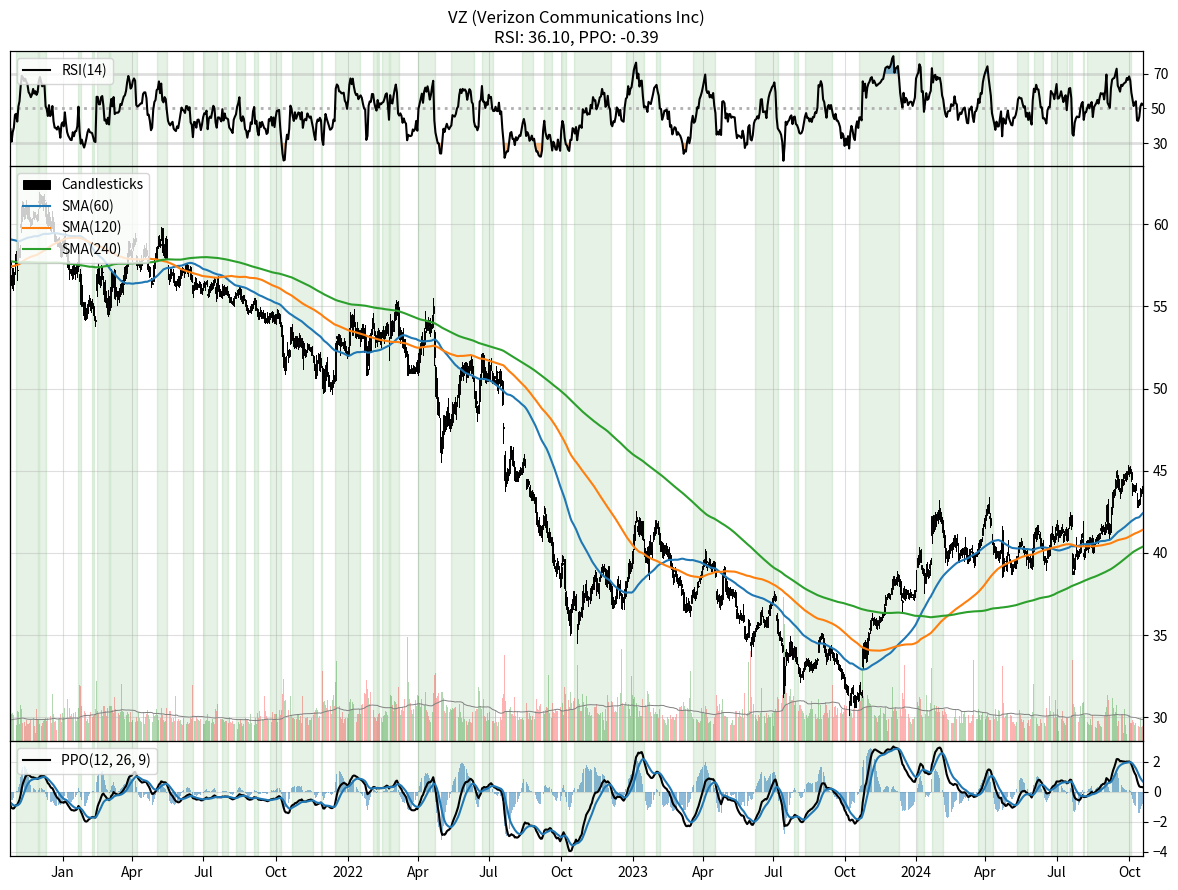 VZ (Verizon Communications Inc)
RSI: 36.10, PPO: -0.39
RSI(14)
70
50
30
Candlesticks
SMA(60)
SMA(120)
SMA(240)
60
55
50
45
40
35
30
PPO(12, 26, 9)
2
0
−2
−4
Jan Apr Jul Oct 2022 Apr Jul Oct 2023 Apr Jul Oct 2024 Apr Jul Oct